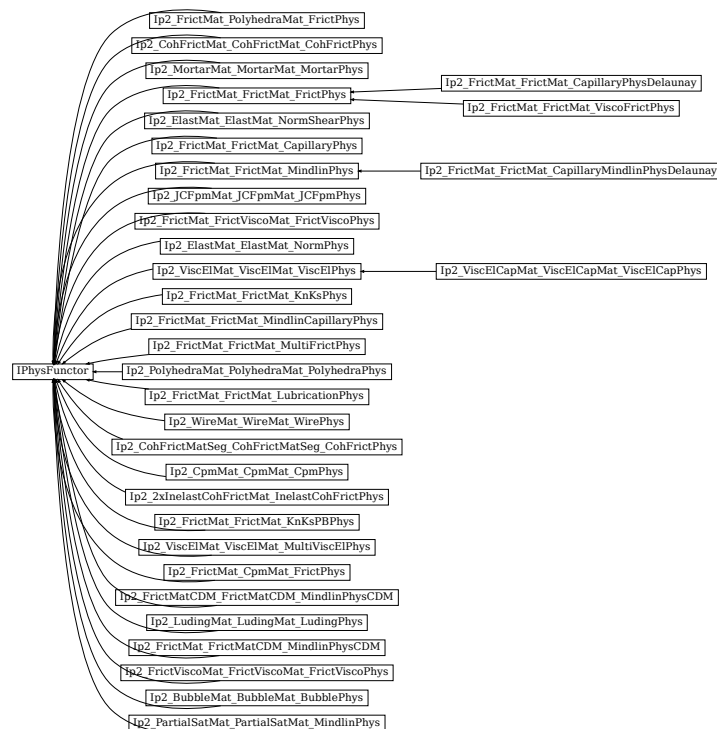 Ip2_FrictMat_PolyhedraMat_FrictPhys
Ip2_CohFrictMat_CohFrictMat_CohFrictPhys
Ip2_MortarMat_MortarMat_MortarPhys
Ip2_FrictMat_FrictMat_CapillaryPhysDelaunay
Ip2_FrictMat_FrictMat_FrictPhys
Ip2_FrictMat_FrictMat_ViscoFrictPhys
Ip2_ElastMat_ElastMat_NormShearPhys
Ip2_FrictMat_FrictMat_CapillaryPhys
Ip2_FrictMat_FrictMat_MindlinPhys
Ip2_FrictMat_FrictMat_CapillaryMindlinPhysDelaunay
Ip2_JCFpmMat_JCFpmMat_JCFpmPhys
Ip2_FrictMat_FrictViscoMat_FrictViscoPhys
Ip2_ElastMat_ElastMat_NormPhys
Ip2_ViscElMat_ViscElMat_ViscElPhys
Ip2_ViscElCapMat_ViscElCapMat_ViscElCapPhys
Ip2_FrictMat_FrictMat_KnKsPhys
Ip2_FrictMat_FrictMat_MindlinCapillaryPhys
Ip2_FrictMat_FrictMat_MultiFrictPhys
IPhysFunctor
Ip2_PolyhedraMat_PolyhedraMat_PolyhedraPhys
Ip2_FrictMat_FrictMat_LubricationPhys
Ip2_WireMat_WireMat_WirePhys
Ip2_CohFrictMatSeg_CohFrictMatSeg_CohFrictPhys
Ip2_CpmMat_CpmMat_CpmPhys
Ip2_2xInelastCohFrictMat_InelastCohFrictPhys
Ip2_FrictMat_FrictMat_KnKsPBPhys
Ip2_ViscElMat_ViscElMat_MultiViscElPhys
Ip2_FrictMat_CpmMat_FrictPhys
Ip2_FrictMatCDM_FrictMatCDM_MindlinPhysCDM
Ip2_LudingMat_LudingMat_LudingPhys
Ip2_FrictMat_FrictMatCDM_MindlinPhysCDM
Ip2_FrictViscoMat_FrictViscoMat_FrictViscoPhys
Ip2_BubbleMat_BubbleMat_BubblePhys
Ip2_PartialSatMat_PartialSatMat_MindlinPhys